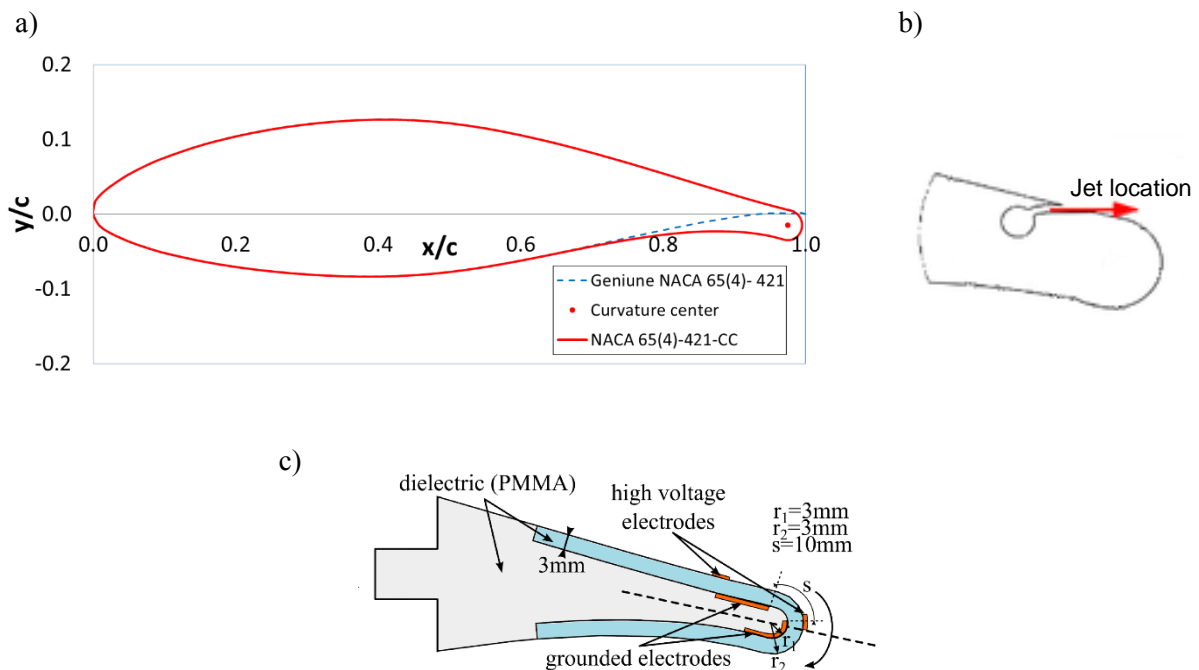 a)
b)
0.2
0.1
0.0
-0.1
-0.2
y/c
0.0
0.2
0.4
x/c
0.6
0.8
1.0
Geniune NACA 65(4)- 421
Curvature center
NACA 65(4)-421-CC
Jet location
c)
dielectric (PMMA)
high voltage
electrodes
r1=3mm
r2=3mm
s=10mm
3mm
s
r1
r2
grounded electrodes